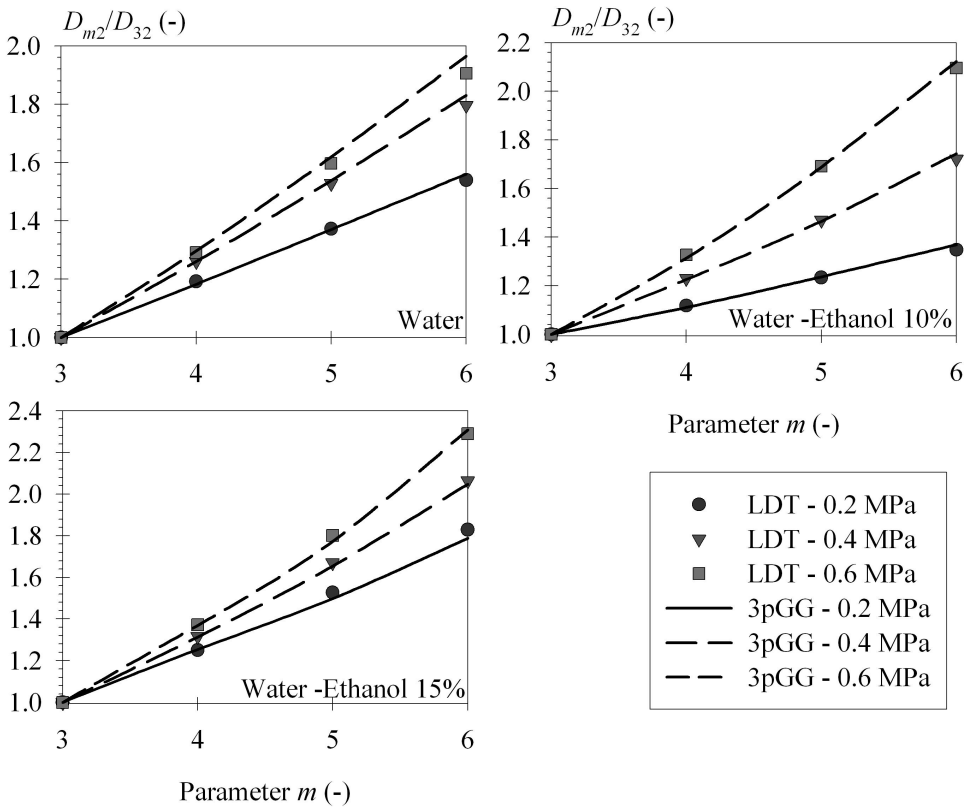 D_m2/D_32 (-)
2.0
1.8
1.6
1.4
1.2
1.0
3 4 5 6
Water
D_m2/D_32 (-)
2.2
2.0
1.8
1.6
1.4
1.2
1.0
3 4 5 6
Water -Ethanol 10%
Parameter m (-)
2.4
2.2
2.0
1.8
1.6
1.4
1.2
1.0
3 4 5 6
Water -Ethanol 15%
Parameter m (-)
LDT - 0.2 MPa
LDT - 0.4 MPa
LDT - 0.6 MPa
3pGG - 0.2 MPa
3pGG - 0.4 MPa
3pGG - 0.6 MPa